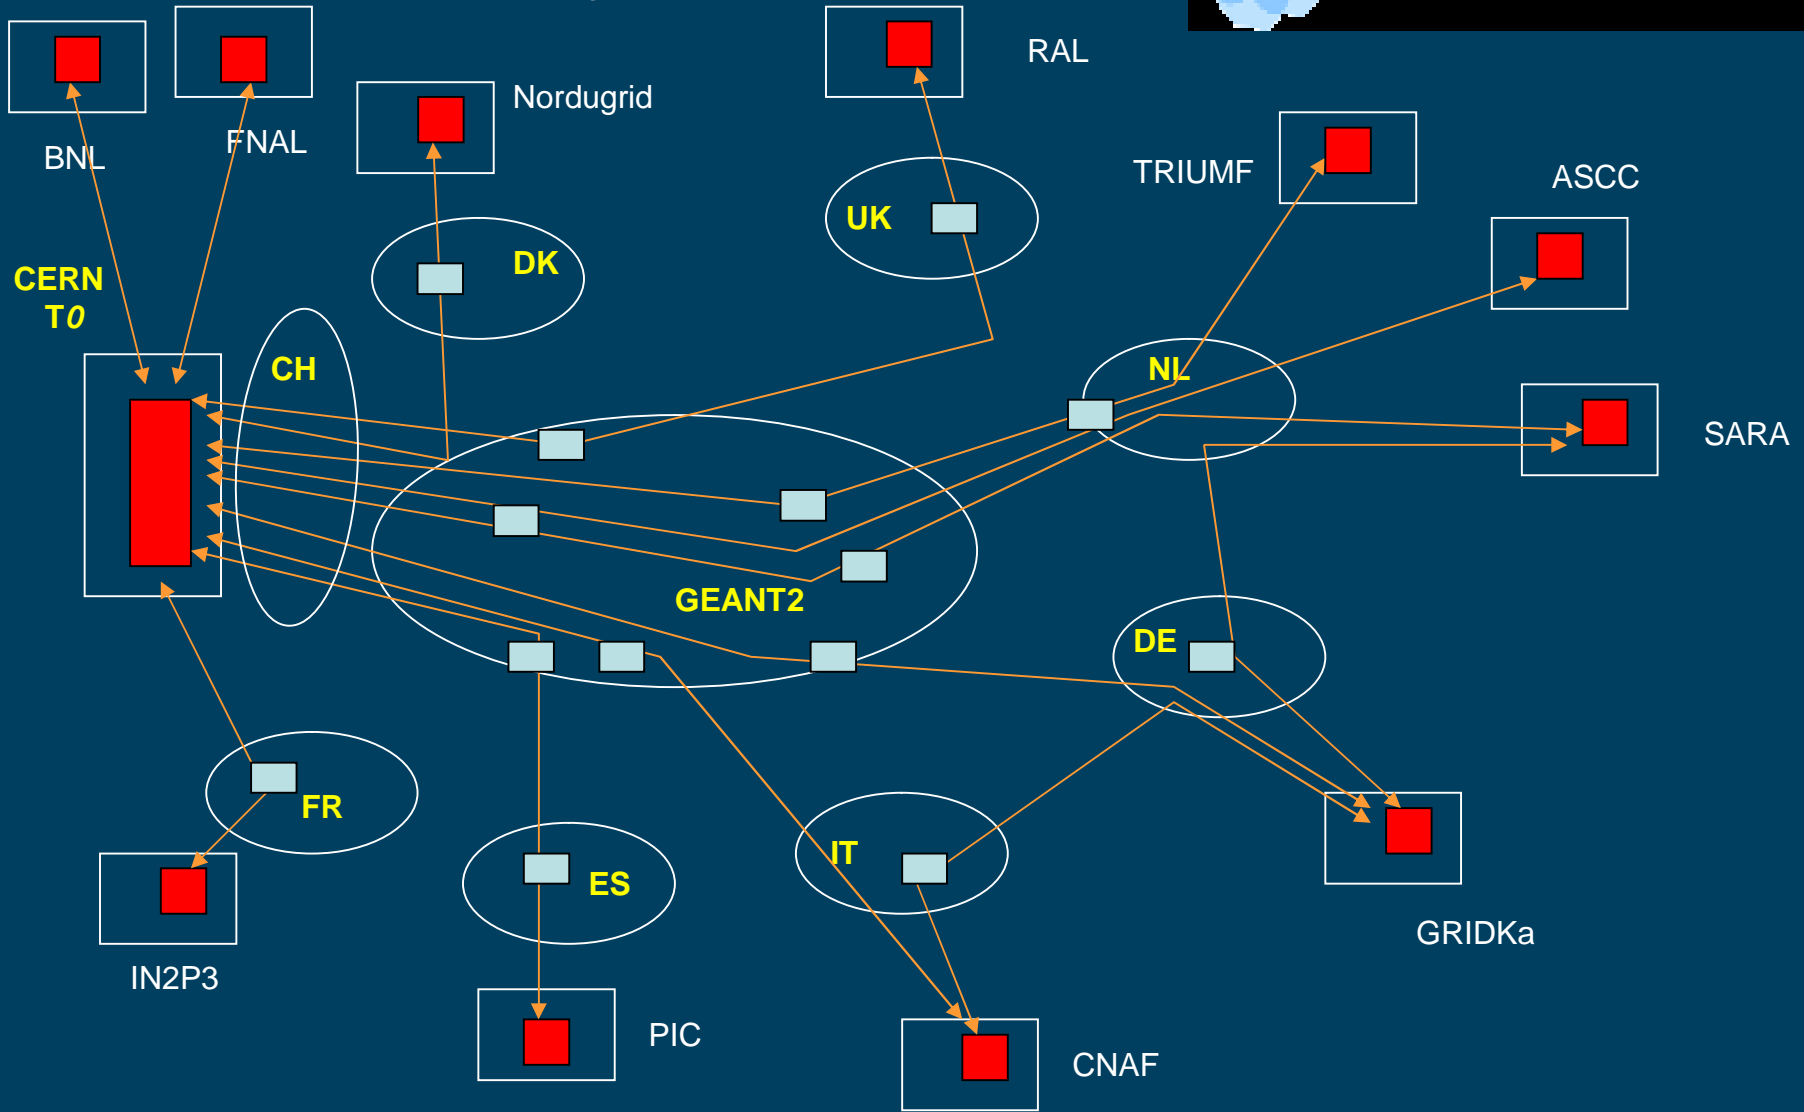 RAL
Nordugrid
FNAL
BNL
TRIUMF
ASCC
UK
DK
CERN
T0
CH
NL
SARA
GEANT2
DE
FR
IT
ES
GRIDKa
IN2P3
PIC
CNAF